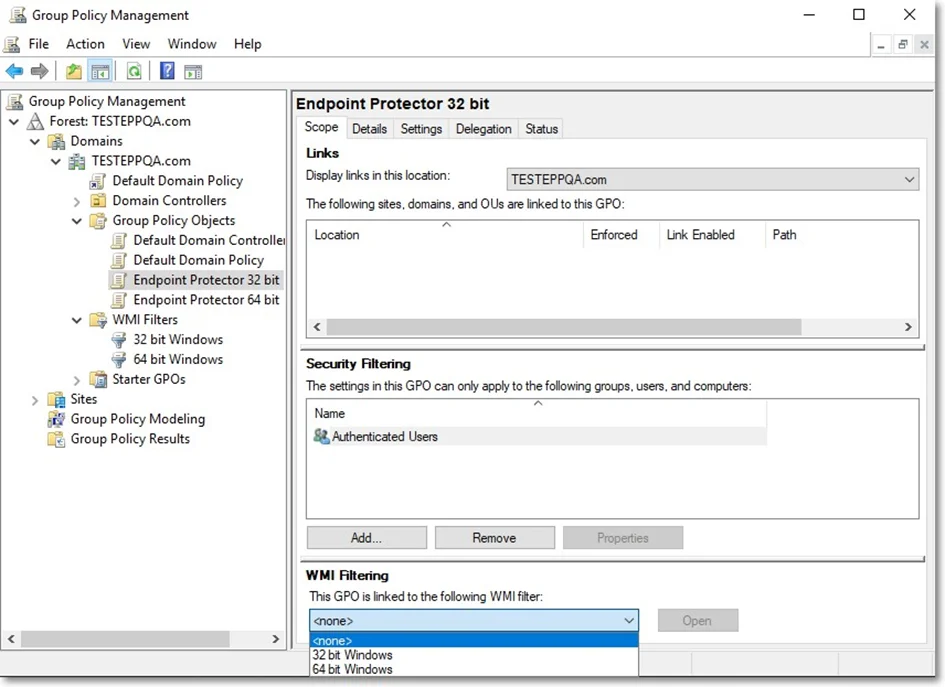 Group Policy Management
File Action View Window Help
Group Policy Management
Forest: TESTEPPQA.com
Domains
TESTEPPQA.com
Default Domain Policy
Domain Controllers
Group Policy Objects
Default Domain Controller
Default Domain Policy
Endpoint Protector 32 bit
Endpoint Protector 64 bit
WMI Filters
32 bit Windows
64 bit Windows
Starter GPOs
Sites
Group Policy Modeling
Group Policy Results
Endpoint Protector 32 bit
Scope Details Settings Delegation Status
Links
Display links in this location: TESTEPPQA.com
The following sites, domains, and OUs are linked to this GPO:
Location Enforced Link Enabled Path
Security Filtering
The settings in this GPO can only apply to the following groups, users, and computers:
Name
Authenticated Users
Add... Remove Properties
WMI Filtering
This GPO is linked to the following WMI filter:
<none> Open
<none>
32 bit Windows
64 bit Windows